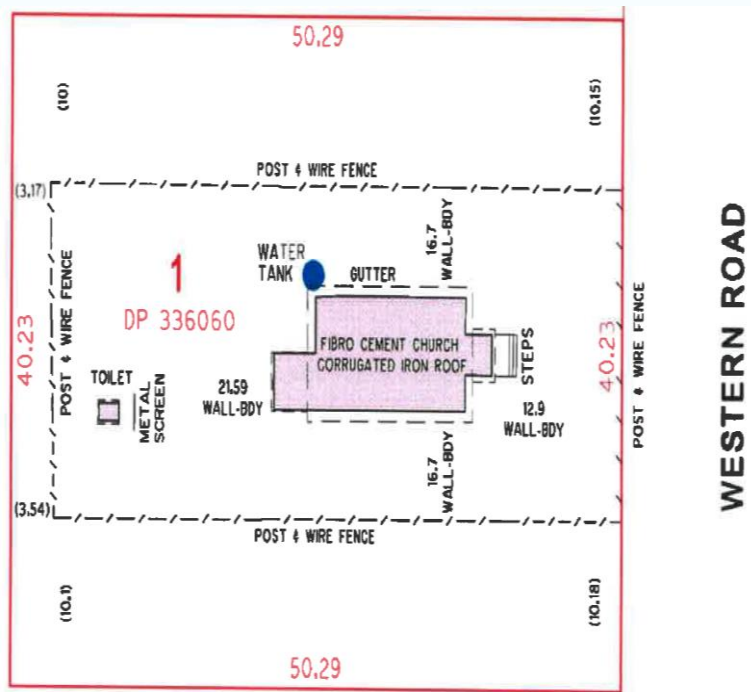 50.29
(10)
(10.15)
POST & WIRE FENCE
(3.17)
16.7
WALL-BDY
WATER
TANK
GUTTER
1
DP 336060
POST & WIRE FENCE
40.23
FIBRO CEMENT CHURCH
CORRUGATED IRON ROOF
STEPS
40.23
POST & WIRE FENCE
WESTERN ROAD
TOILET
METAL
SCREEN
21.59
WALL-BDY
12.9
WALL-BDY
16.7
WALL-BDY
(3.54)
POST & WIRE FENCE
(10.1)
(10.18)
50.29